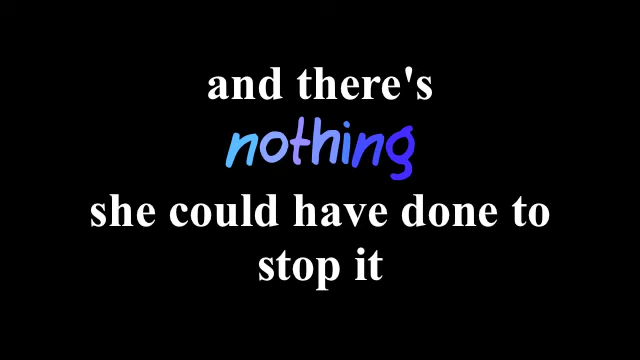 and there's
nothing
she could have done to
stop it